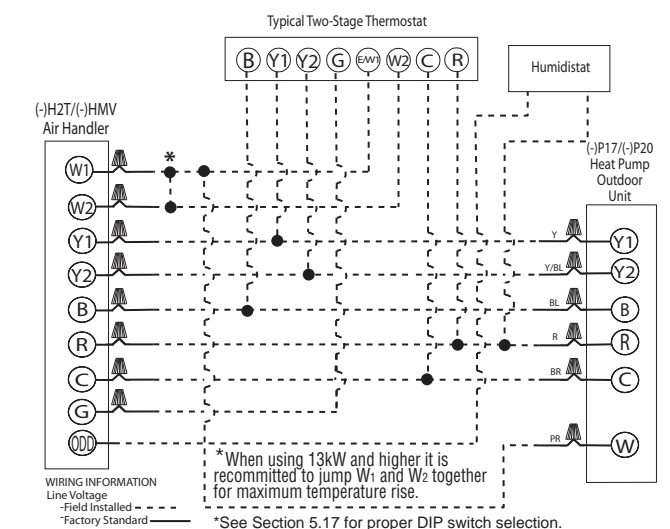 Typical Two-Stage Thermostat
B Y1 Y2 G E/W1 W2 C R
Humidistat
(-)H2T/(-)HMV
Air Handler
W1
W2
Y1
Y2
B
R
C
G
ODD
*
(-)P17/(-)P20
Heat Pump
Outdoor
Unit
Y Y1
Y/BL Y2
BL B
R R
BR C
PR W
*When using 13kW and higher it is
recommitted to jump W1 and W2 together
for maximum temperature rise.
WIRING INFORMATION
Line Voltage
-Field Installed
-Factory Standard
*See Section 5.17 for proper DIP switch selection.